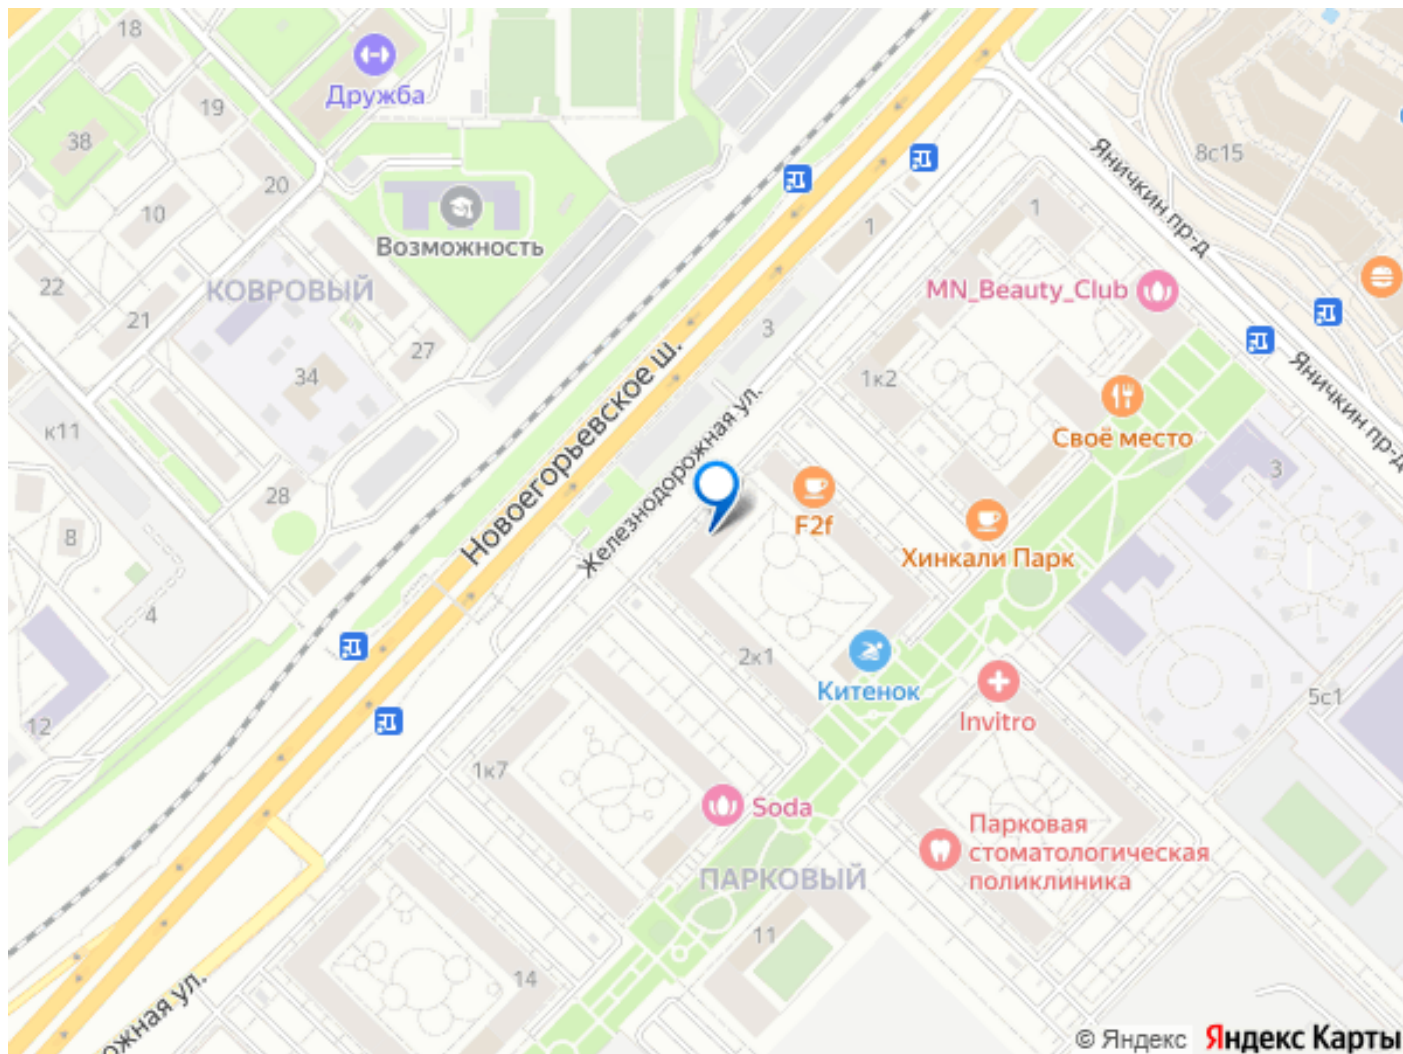 18
Дружба
19
38
8с15
Яничкин пр-д
20
10
1
1
Возможность
22
КОВРОВЫЙ
MN_Beauty_Club
21
3
27
Новоегорьевское ш.
34
1к2
Яничкин пр-д
Железнодорожная ул.
к11
Своё место
3
28
F2f
8
Хинкали Парк
4
2к1
Китенок
5с1
Invitro
12
1к7
Soda
Парковая
стоматологическая
поликлиника
ПАРКОВЫЙ
11
14
ожная ул.
© Яндекс Яндекс Карты